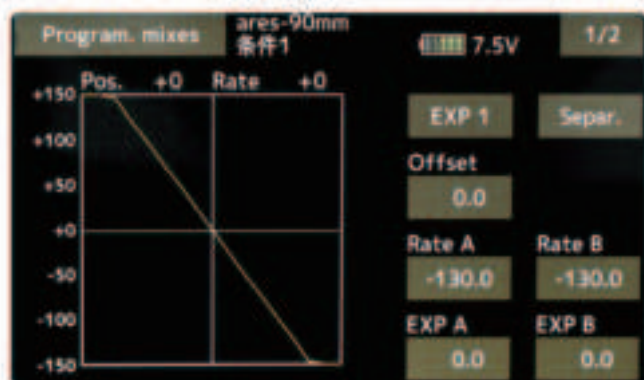 Program. mixes
ares-90mm
条件1
7.5V
1/2
Pos. +0 Rate +0
+150
+100
+50
+0
-50
-100
-150
EXP 1
Separ.
Offset
0.0
Rate A Rate B
-130.0 -130.0
EXP A EXP B
0.0 0.0